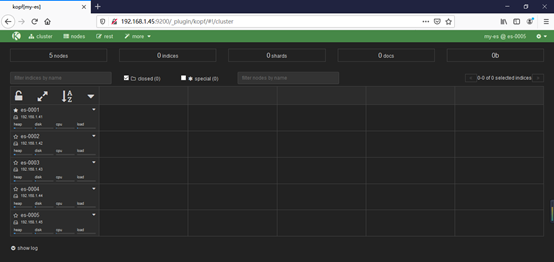 kopf[my-es]
192.168.1.45:9200/_plugin/kopf/#!/cluster
cluster nodes rest more my-es @ es-0005
5 nodes 0 indices 0 shards 0 docs 0b
filter indices by name closed (0) special (0) filter nodes by name 0-0 of 0 selected indices
A
Z
es-0001
192.168.1.41
heap disk cpu load
es-0002
192.168.1.42
heap disk cpu load
es-0003
192.168.1.43
heap disk cpu load
es-0004
192.168.1.44
heap disk cpu load
es-0005
192.168.1.45
heap disk cpu load
show log